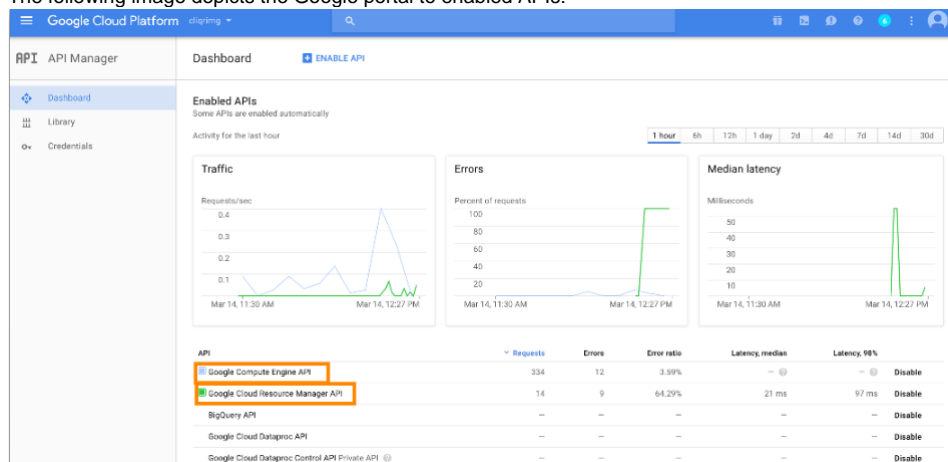 The following image depicts the Google portal to enabled APIs.
Google Cloud Platform cliqrimg
6
API API Manager
Dashboard ENABLE API
Dashboard
Library
Credentials
Enabled APIs
Some APIs are enabled automatically
Activity for the last hour
1 hour 6h 12h 1 day 2d 4d 7d 14d 30d
Traffic
Requests/sec
0.4
0.3
0.2
0.1
Mar 14, 11:30 AM Mar 14, 12:27 PM
Errors
Percent of requests
100
80
60
40
20
Mar 14, 11:30 AM Mar 14, 12:27 PM
Median latency
Milliseconds
50
40
30
20
10
Mar 14, 11:30 AM Mar 14, 12:27 PM
API Requests Errors Error ratio Latency, median Latency, 98%
Google Compute Engine API 334 12 3.59% — — Disable
Google Cloud Resource Manager API 14 9 64.29% 21 ms 97 ms Disable
BigQuery API — — — — — Disable
Google Cloud Dataproc API — — — — — Disable
Google Cloud Dataproc Control API Private API — — — — — Disable